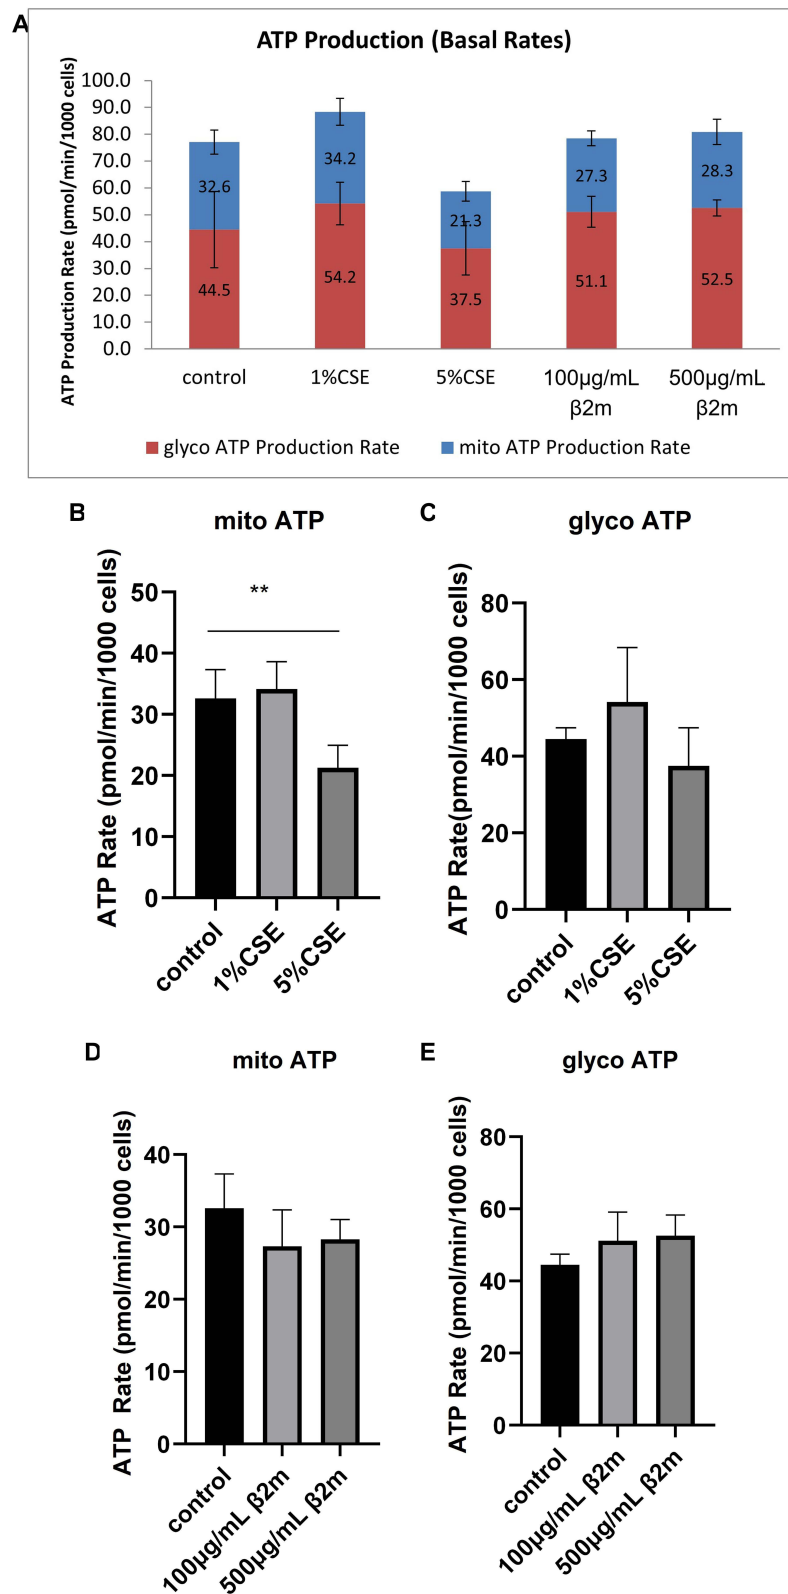 A
ATP Production (Basal Rates)
ATP Production Rate (pmol/min/1000 cells)
100.0
90.0
80.0
70.0
60.0
50.0
40.0
30.0
20.0
10.0
0.0
32.6
34.2
21.3
27.3
28.3
44.5
54.2
37.5
51.1
52.5
control
1%CSE
5%CSE
100μg/mL
β2m
500μg/mL
β2m
glyco ATP Production Rate
mito ATP Production Rate
B
mito ATP
ATP Rate (pmol/min/1000 cells)
50
40
30
20
10
0
**
control
1%CSE
5%CSE
C
glyco ATP
ATP Rate(pmol/min/1000 cells)
80
60
40
20
0
control
1%CSE
5%CSE
D
mito ATP
ATP Rate (pmol/min/1000 cells)
40
30
20
10
0
control
100μg/mL β2m
500μg/mL β2m
E
glyco ATP
ATP Rate (pmol/min/1000 cells)
80
60
40
20
0
control
100μg/mL β2m
500μg/mL β2m